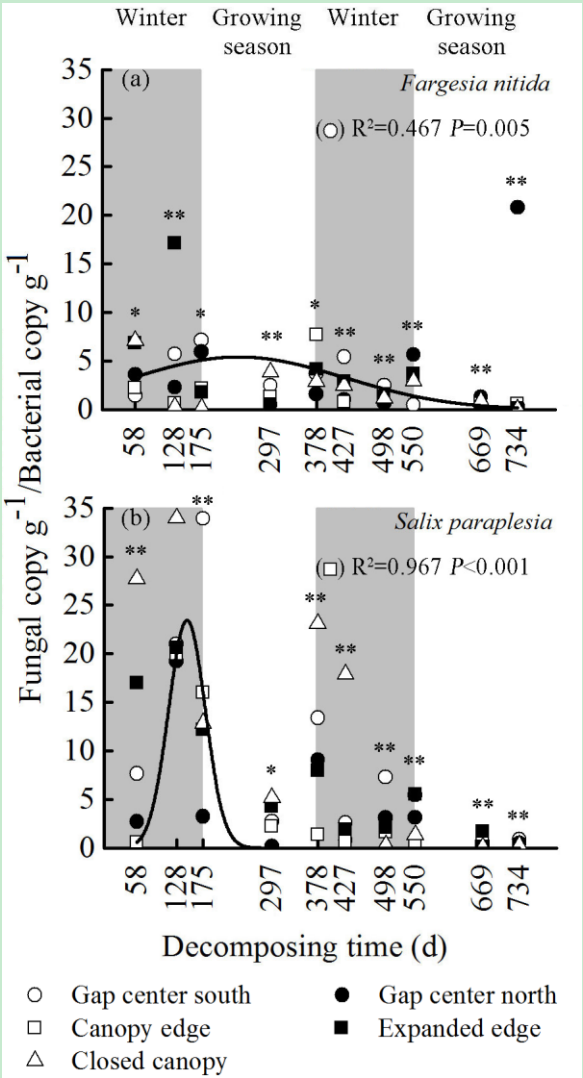 Winter Growing season Winter Growing season
Fungal copy g-1/Bacterial copy g-1
35
30
25
20
15
10
5
0
(a)
Fargesia nitida
(○) R²=0.467 P=0.005
* ** * ** * ** ** ** ** **
58 128 175 297 378 427 498 550 669 734
35
30
25
20
15
10
5
0
(b)
Salix paraplesia
(□) R²=0.967 P<0.001
** ** * ** ** ** ** ** **
58 128 175 297 378 427 498 550 669 734
Decomposing time (d)
Gap center south
Gap center north
Canopy edge
Expanded edge
Closed canopy